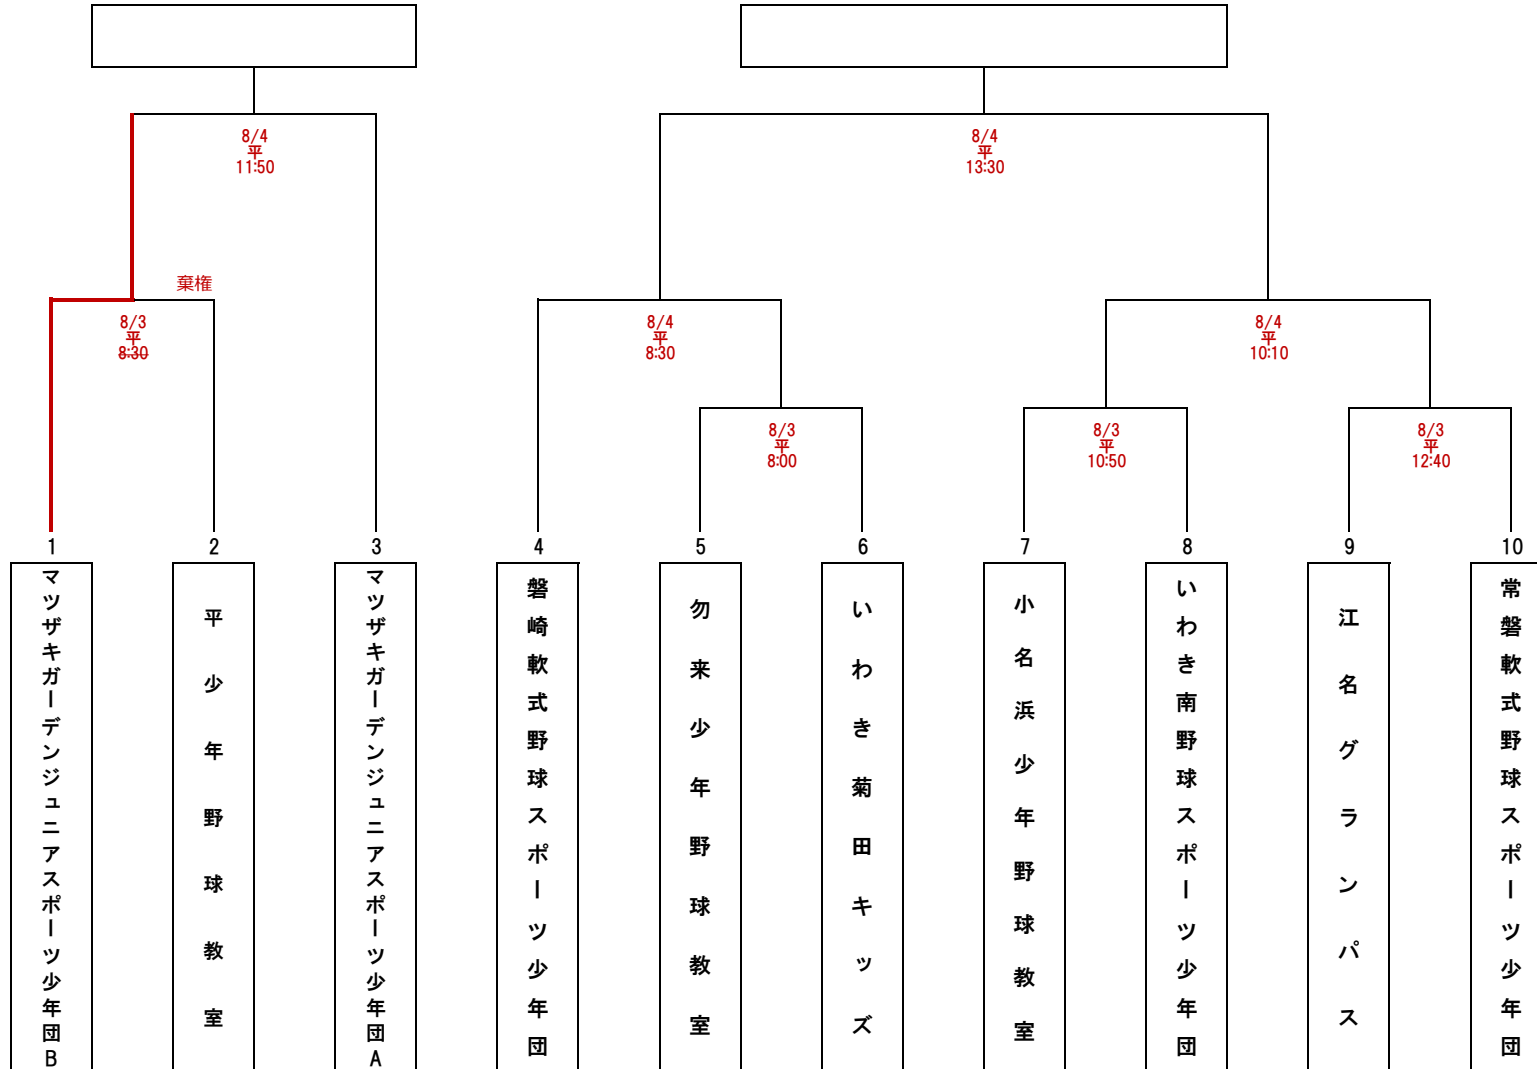 8/4
平
11:50
8/4
平
13:30
棄権
8/3
平
8:30
8/4
平
8:30
8/4
平
10:10
8/3
平
8:00
8/3
平
10:50
8/3
平
12:40
1
2
3
4
5
6
7
8
9
10
マツザキガーデンジュニアスポーツ少年団B
平少年野球教室
マツザキガーデンジュニアスポーツ少年団A
磐崎軟式野球スポーツ少年団
勿来少年野球教室
いわき菊田キッズ
小名浜少年野球教室
いわき南野球スポーツ少年団
江名グランパス
常磐軟式野球スポーツ少年団